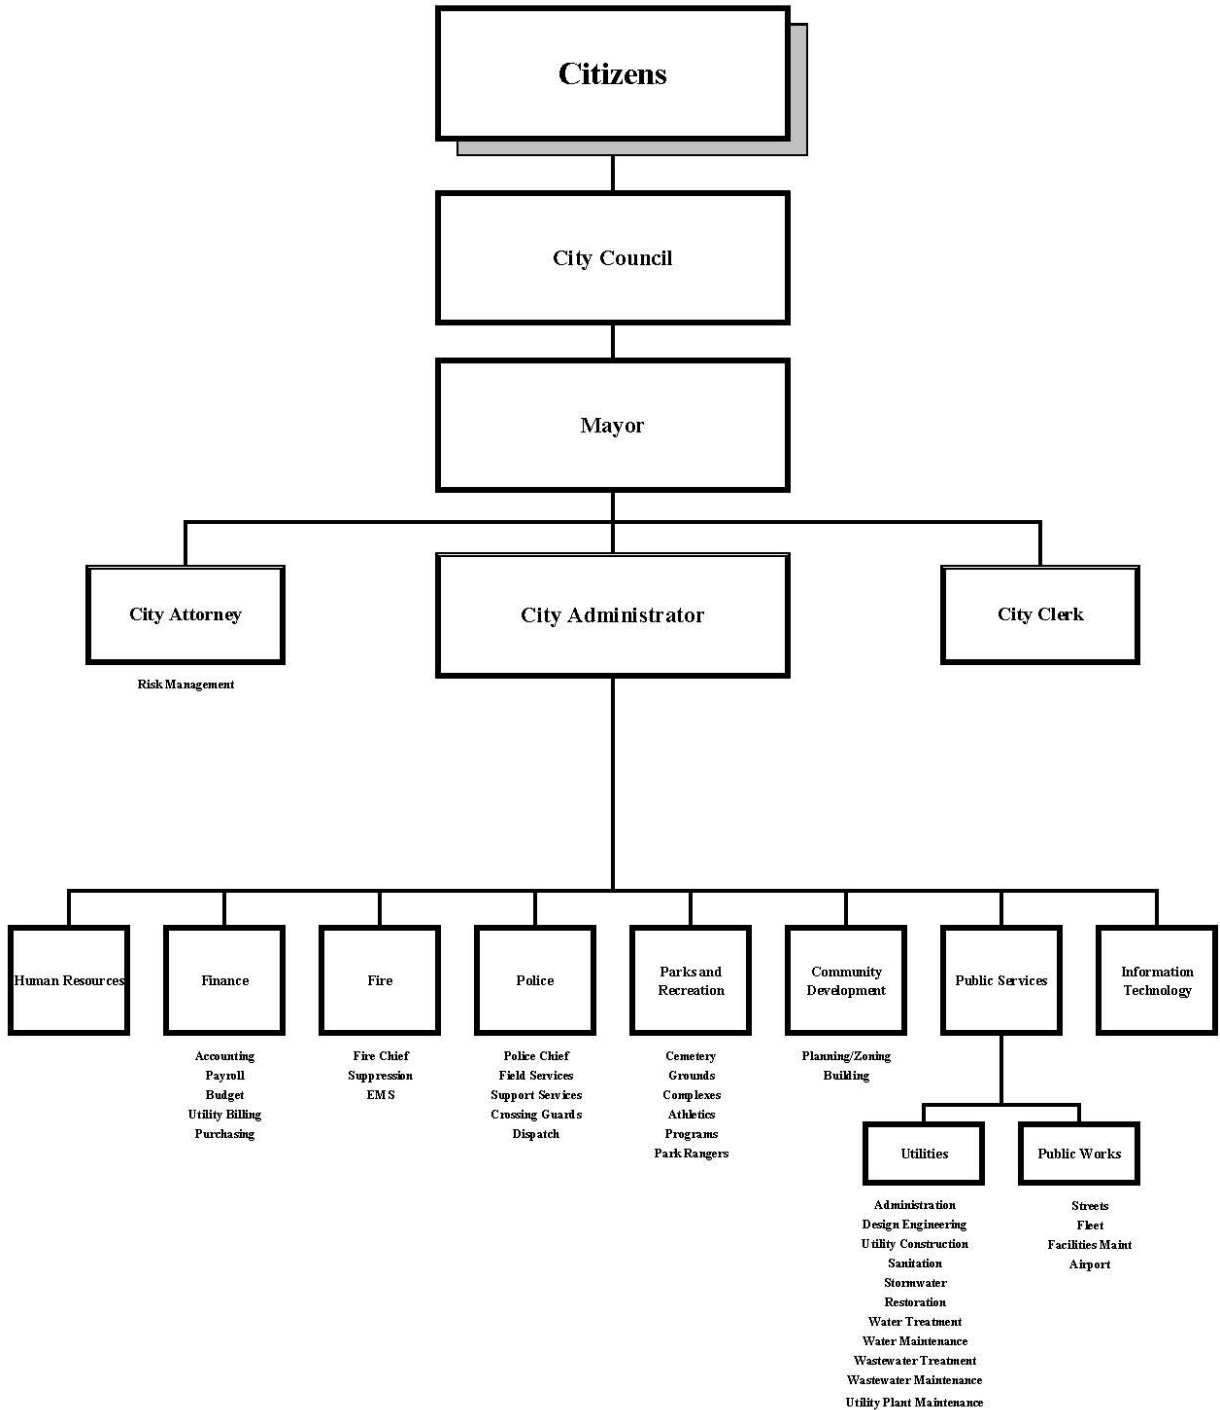 Citizens
City Council
Mayor
City Attorney
Risk Management
City Administrator
City Clerk
Human Resources
Finance
Accounting
Payroll
Budget
Utility Billing
Purchasing
Fire
Fire Chief
Suppression
EMS
Police
Police Chief
Field Services
Support Services
Crossing Guards
Dispatch
Parks and
Recreation
Cemetery
Grounds
Complexes
Athletics
Programs
Park Rangers
Community
Development
Planning/Zoning
Building
Public Services
Information
Technology
Utilities
Administration
Design Engineering
Utility Construction
Sanitation
Stormwater
Restoration
Water Treatment
Water Maintenance
Wastewater Treatment
Wastewater Maintenance
Utility Plant Maintenance
Public Works
Streets
Fleet
Facilities Maint
Airport